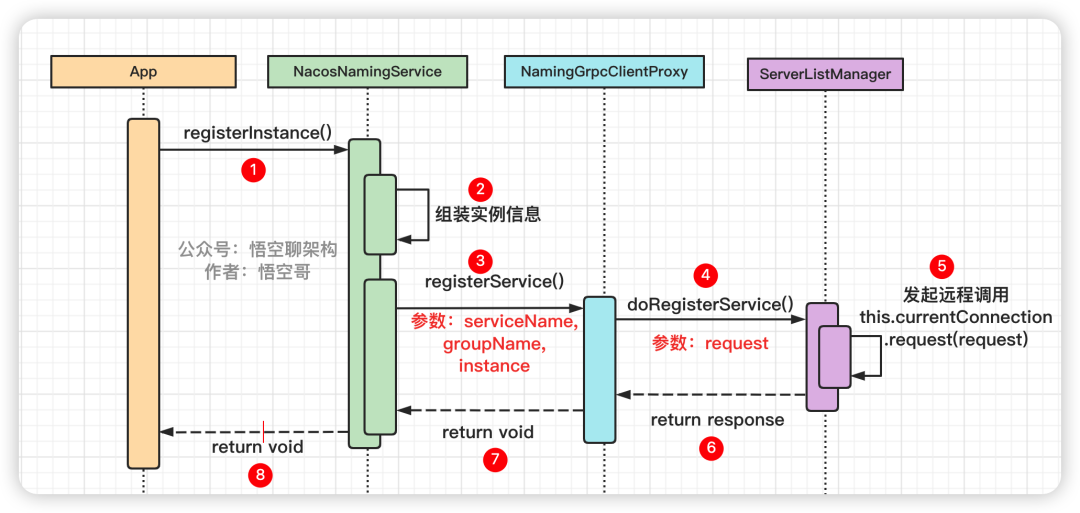 App
NacosNamingService
NamingGrpcClientProxy
ServerListManager
registerInstance()
1
2
组装实例信息
公众号：悟空聊架构
作者：悟空哥
3
registerService()
参数：serviceName,
groupName,
instance
4
doRegisterService()
参数：request
5
发起远程调用
this.currentConnection
.request(request)
return response
6
return void
7
return void
8